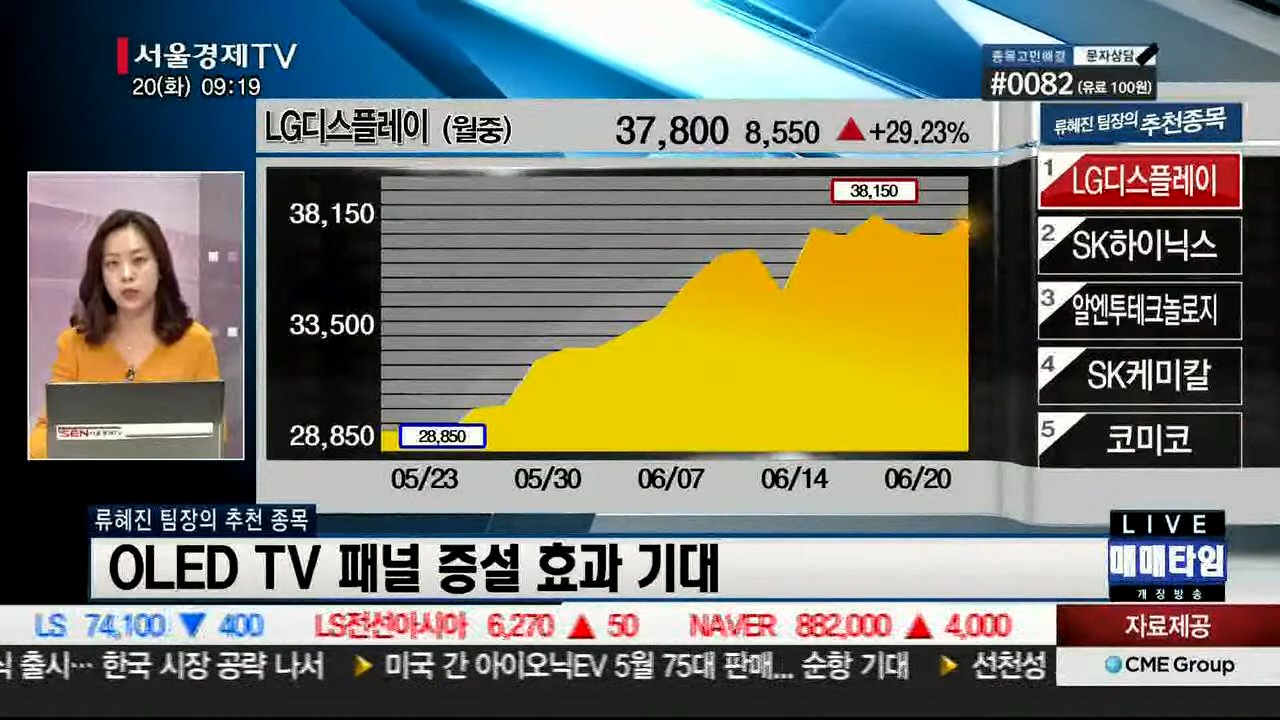 서울경제TV
20(화) 09:19
종목고민해결 문자상담
#0082 (유료 100원)
LG디스플레이 (월중) 37,800 8,550 ▲+29.23%
류혜진 팀장의 추천종목
38,150
38,150
33,500
28,850
28,850
05/23 05/30 06/07 06/14 06/20
1 LG디스플레이
2 SK하이닉스
3 알엔투테크놀로지
4 SK케미칼
5 코미코
SEN 서울경제TV
류혜진 팀장의 추천 종목
OLED TV 패널 증설 효과 기대
LIVE
매매타임
개장방송
LS 74,100 ▼ 400 LS전선아시아 6,270 ▲ 50 NAVER 882,000 ▲ 4,000
자료제공
식 출시… 한국 시장 공략 나서 ▶ 미국 간 아이오닉EV 5월 75대 판매... 순항 기대 ▶ 선천성
CME Group